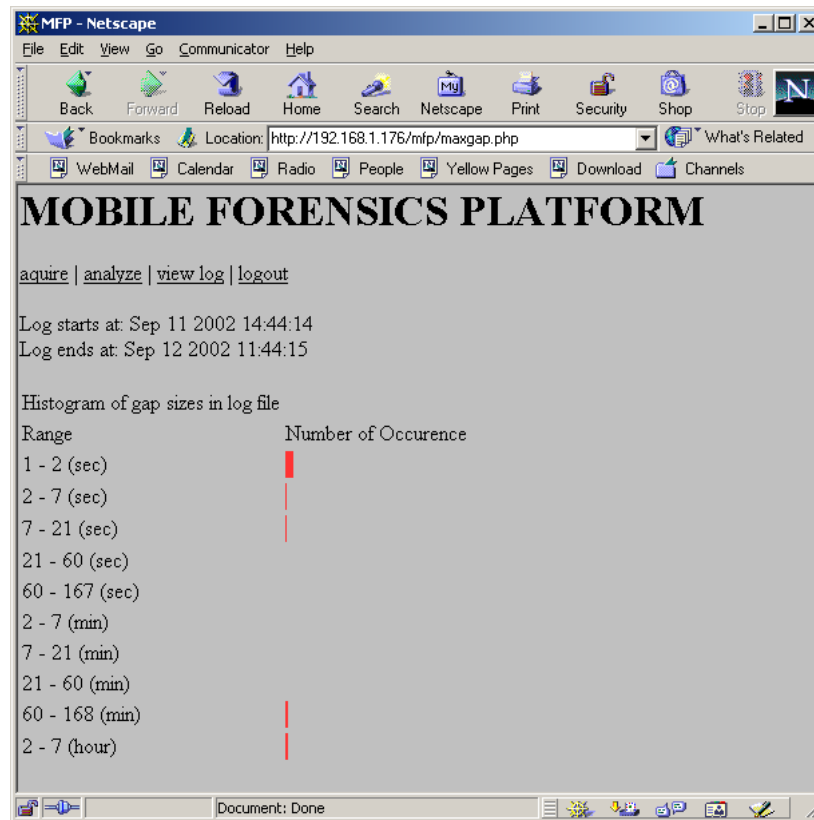 MFP - Netscape
File Edit View Go Communicator Help
Back Forward Reload Home Search Netscape Print Security Shop Stop
My
N
Bookmarks Location: http://192.168.1.176/mfp/maxgap.php What's Related
WebMail Calendar Radio People Yellow Pages Download Channels
MOBILE FORENSICS PLATFORM
aquire | analyze | view log | logout
Log starts at: Sep 11 2002 14:44:14
Log ends at: Sep 12 2002 11:44:15
Histogram of gap sizes in log file
Range Number of Occurence
1 - 2 (sec)
2 - 7 (sec)
7 - 21 (sec)
21 - 60 (sec)
60 - 167 (sec)
2 - 7 (min)
7 - 21 (min)
21 - 60 (min)
60 - 168 (min)
2 - 7 (hour)
Document: Done